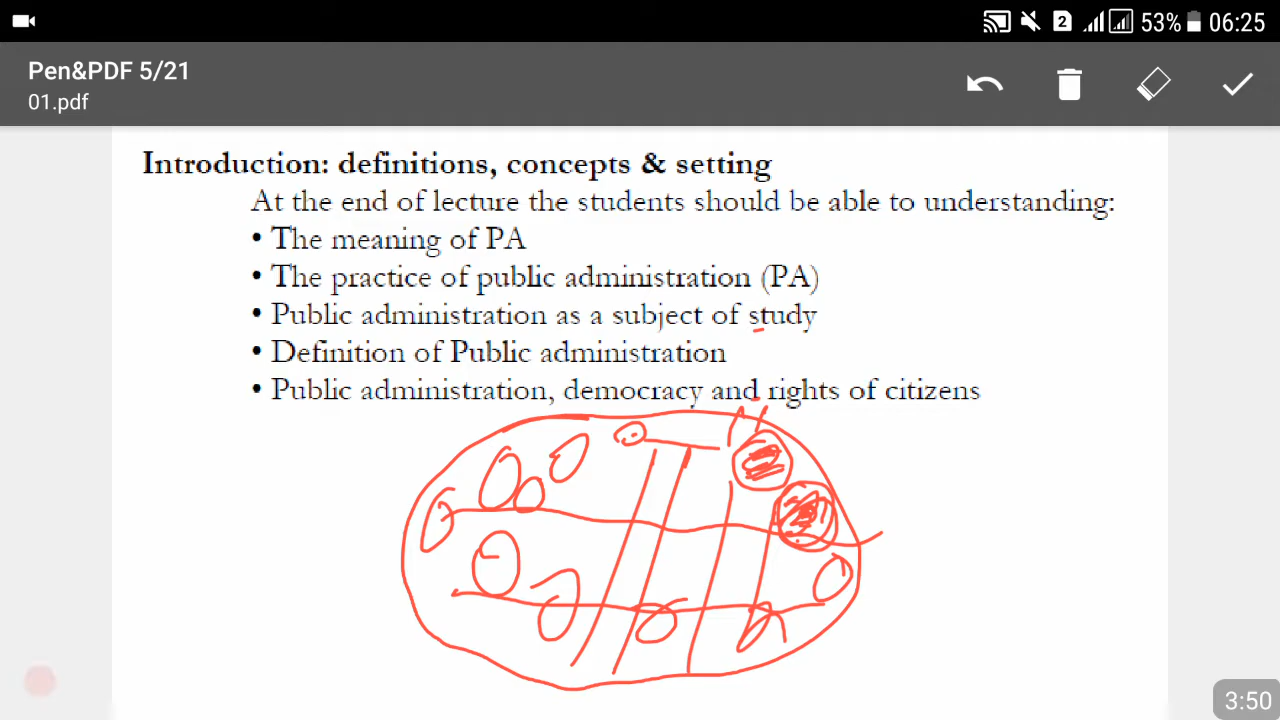 2 53% 06:25
Pen&PDF 5/21
01.pdf
Introduction: definitions, concepts & setting
At the end of lecture the students should be able to understanding:
• The meaning of PA
• The practice of public administration (PA)
• Public administration as a subject of study
• Definition of Public administration
• Public administration, democracy and rights of citizens
3:50